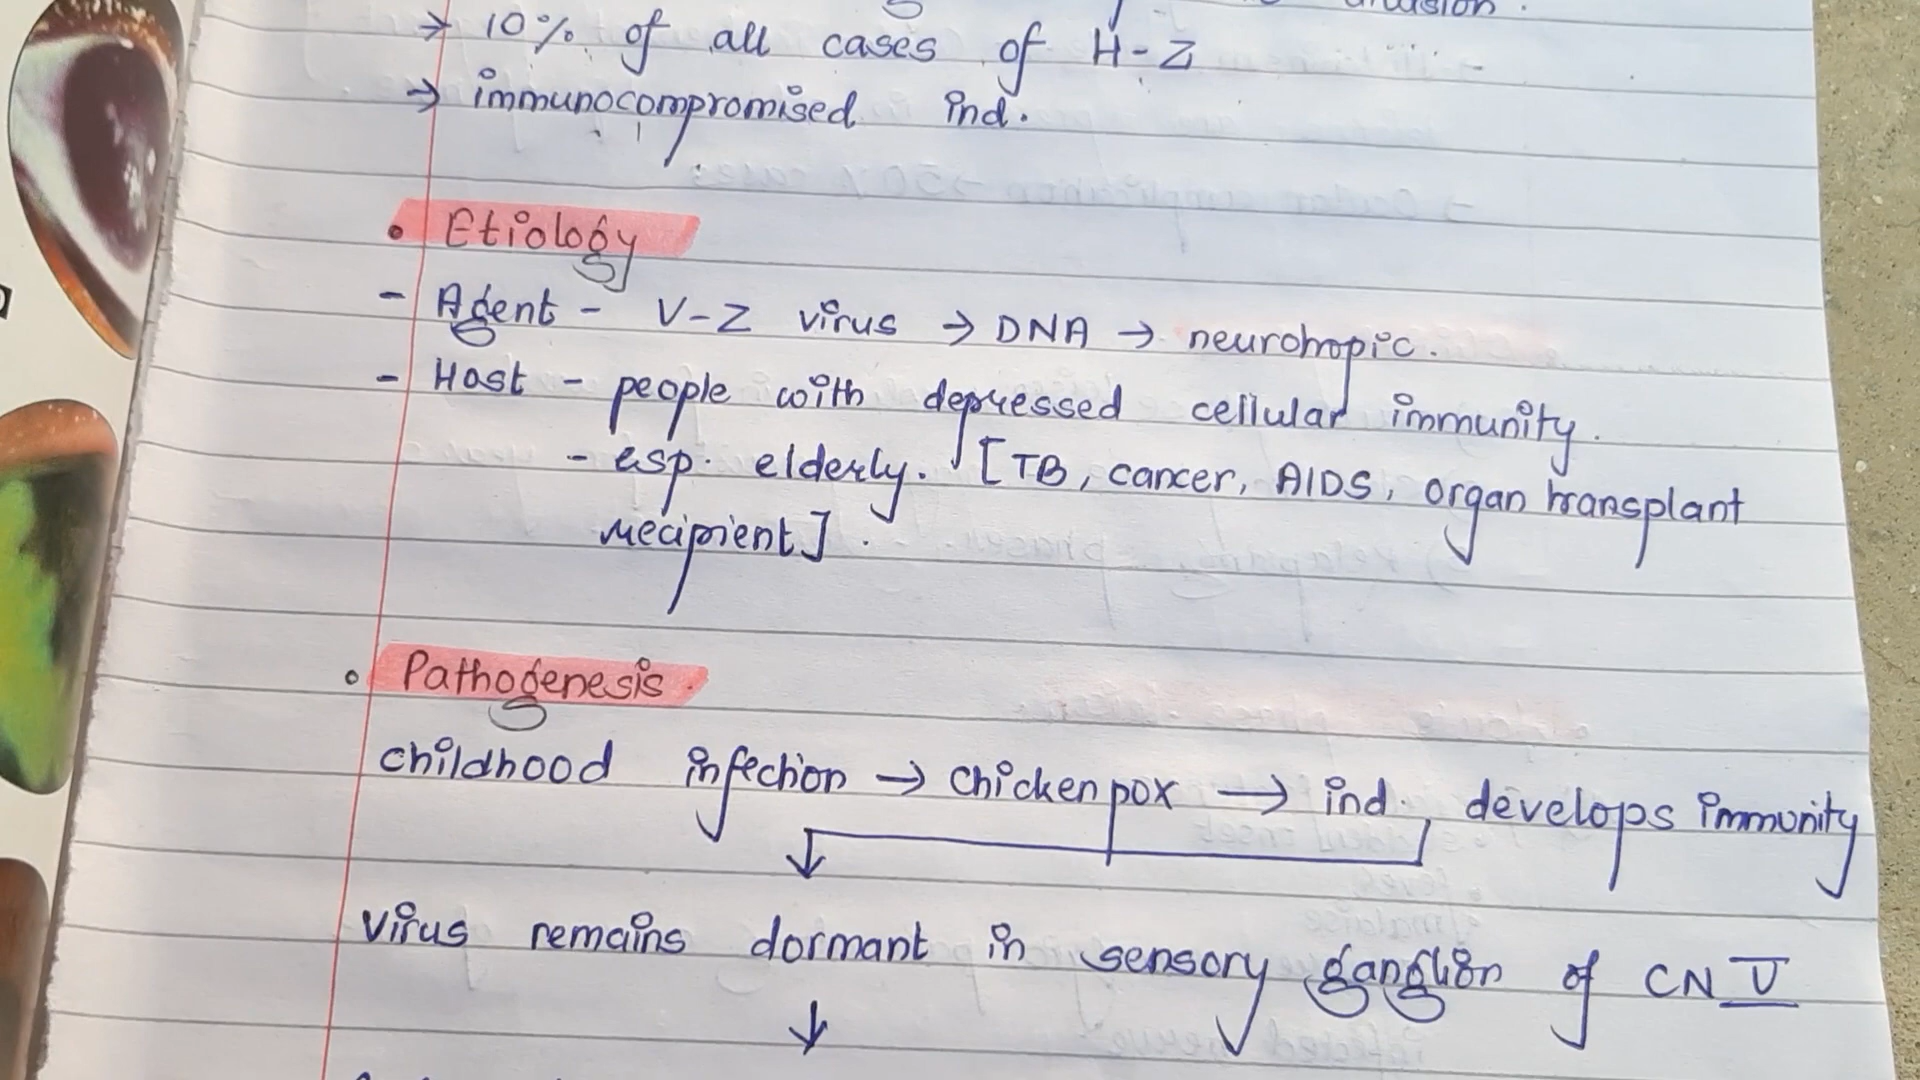 → 10% of all cases of H-Z
→ immunocompromised ind.
• Etiology
- Agent - V-Z virus → DNA → neurotropic.
- Host - people with depressed cellular immunity.
- esp. elderly. [TB, cancer, AIDS, organ transplant
recipient].
• Pathogenesis.
childhood infection → chickenpox → ind. develops immunity
↓
virus remains dormant in sensory ganglion of CN V
↓